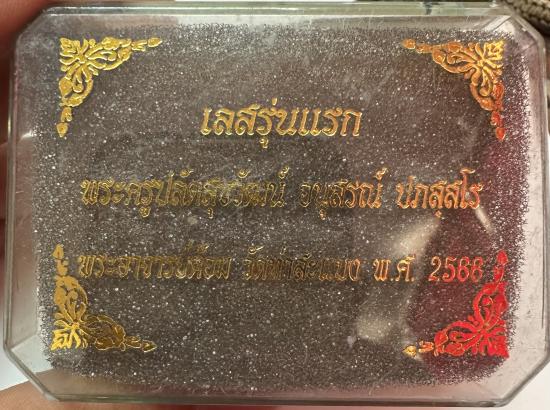 เลสรุ่นแรก
พระครูปลัดสุขวัฒน์ อนุสรณ์ ปภสฺสโร
พระอาจารย์ต้อม วัดท่าสะแบง พ.ศ. 2568